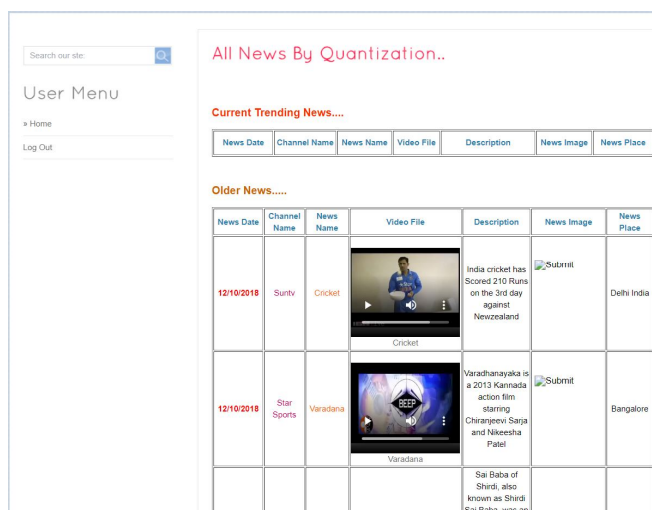 Search our site:
All News By Quantization..
User Menu
» Home
Log Out
Current Trending News....
News Date Channel Name News Name Video File Description News Image News Place
Older News.....
News Date Channel Name News Name Video File Description News Image News Place
12/10/2018
Suntv
Cricket
Cricket
India cricket has
Scored 210 Runs
on the 3rd day
against
Newzealand
Submit
Delhi India
12/10/2018
Star
Sports
Varadana
BEEP
Varadana
Varadhanayaka is
a 2013 Kannada
action film
starring
Chiranjeevi Sarja
and Nikeesha
Patel
Submit
Bangalore
Sai Baba of
Shirdi, also
known as Shirdi
Sai Baba, was an